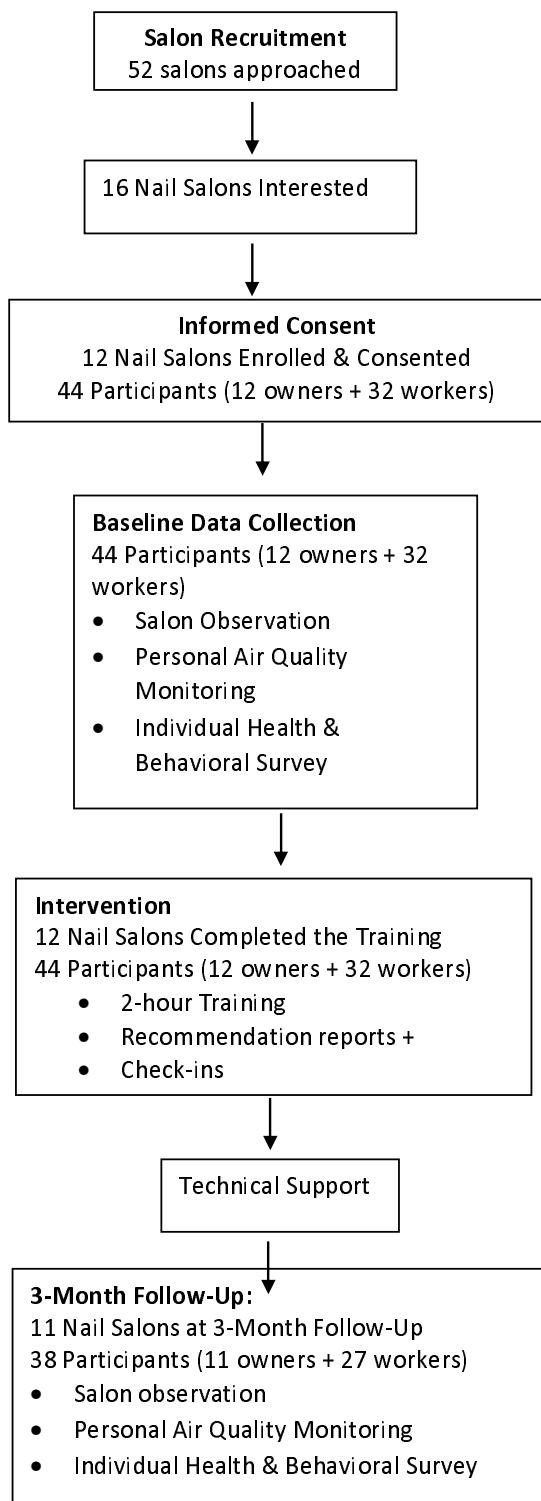 Salon Recruitment
52 salons approached
16 Nail Salons Interested
Informed Consent
12 Nail Salons Enrolled & Consented
44 Participants (12 owners + 32 workers)
Baseline Data Collection
44 Participants (12 owners + 32
workers)
• Salon Observation
• Personal Air Quality
Monitoring
• Individual Health &
Behavioral Survey
Intervention
12 Nail Salons Completed the Training
44 Participants (12 owners + 32 workers)
• 2-hour Training
• Recommendation reports +
• Check-ins
Technical Support
3-Month Follow-Up:
11 Nail Salons at 3-Month Follow-Up
38 Participants (11 owners + 27 workers)
• Salon observation
• Personal Air Quality Monitoring
• Individual Health & Behavioral Survey